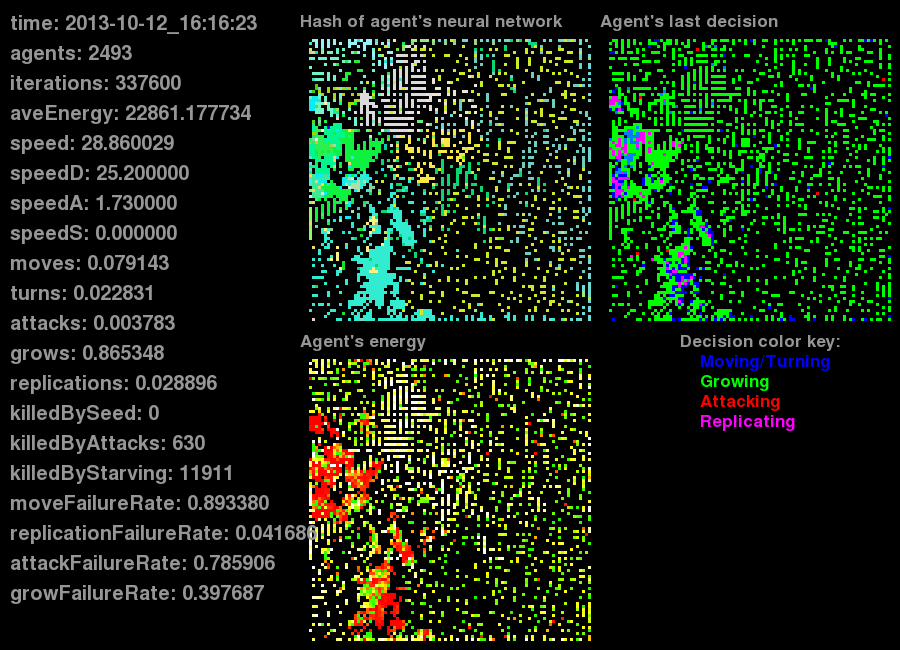 time: 2013-10-12_16:16:23
agents: 2493
iterations: 337600
aveEnergy: 22861.177734
speed: 28.860029
speedD: 25.200000
speedA: 1.730000
speedS: 0.000000
moves: 0.079143
turns: 0.022831
attacks: 0.003783
grows: 0.865348
replications: 0.028896
killedBySeed: 0
killedByAttacks: 630
killedByStarving: 11911
moveFailureRate: 0.893380
replicationFailureRate: 0.041686
attackFailureRate: 0.785906
growFailureRate: 0.397687
Hash of agent's neural network
Agent's last decision
Agent's energy
Decision color key:
Moving/Turning
Growing
Attacking
Replicating